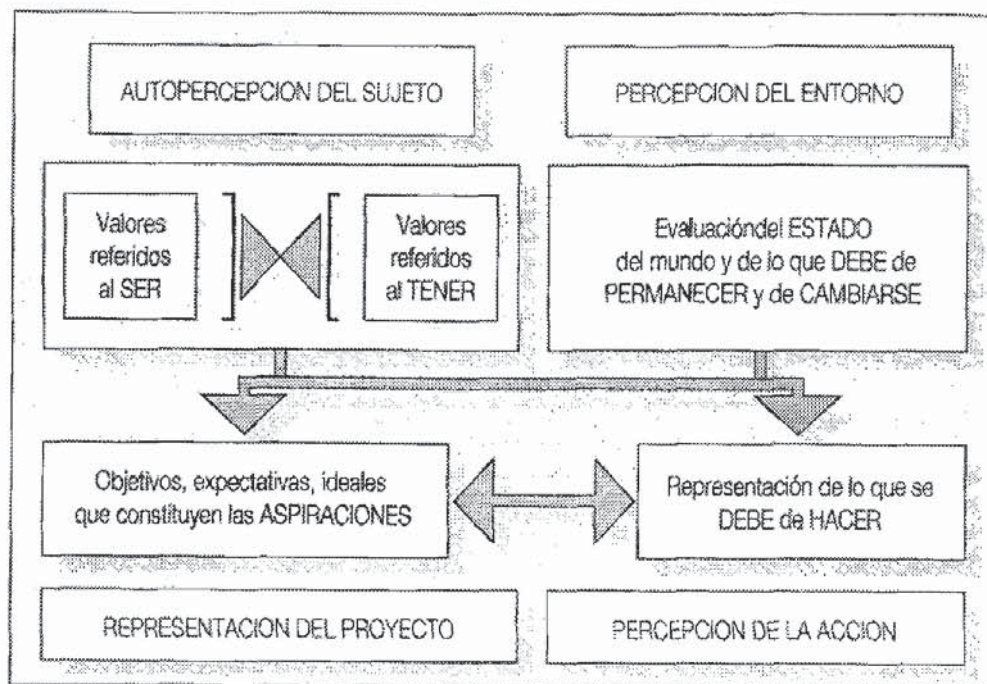 AUTOPERCEPCION DEL SUJETO
PERCEPCION DEL ENTORNO
Valores
referidos
al SER
Valores
referidos
al TENER
Evaluacióndel ESTADO
del mundo y de lo que DEBE de
PERMANECER y de CAMBIARSE
Objetivos, expectativas, ideales
que constituyen las ASPIRACIONES
Representación de lo que se
DEBE de HACER
REPRESENTACION DEL PROYECTO
PERCEPCION DE LA ACCION